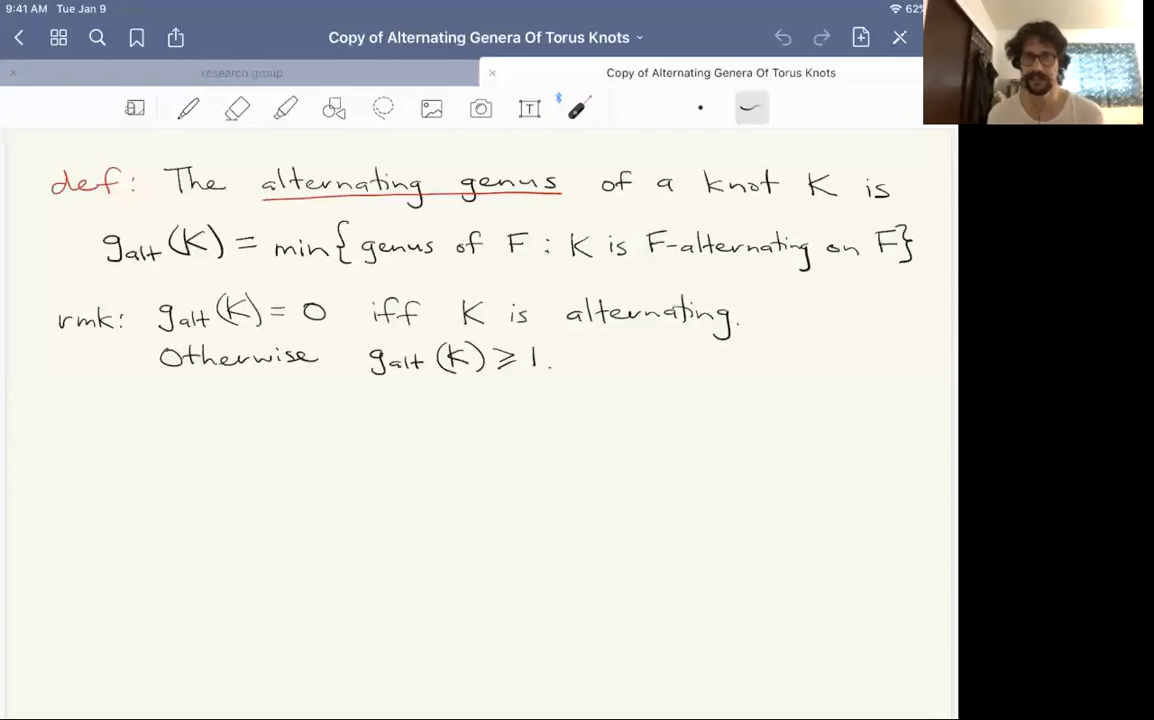 9:41 AM Tue Jan 9
62%
Copy of Alternating Genera Of Torus Knots
research group
Copy of Alternating Genera Of Torus Knots
T
def: The alternating genus of a knot K is
galt(K) = min{genus of F : K is F-alternating on F}
rmk: galt(K) = 0 iff K is alternating.
Otherwise galt(K) ≥ 1.